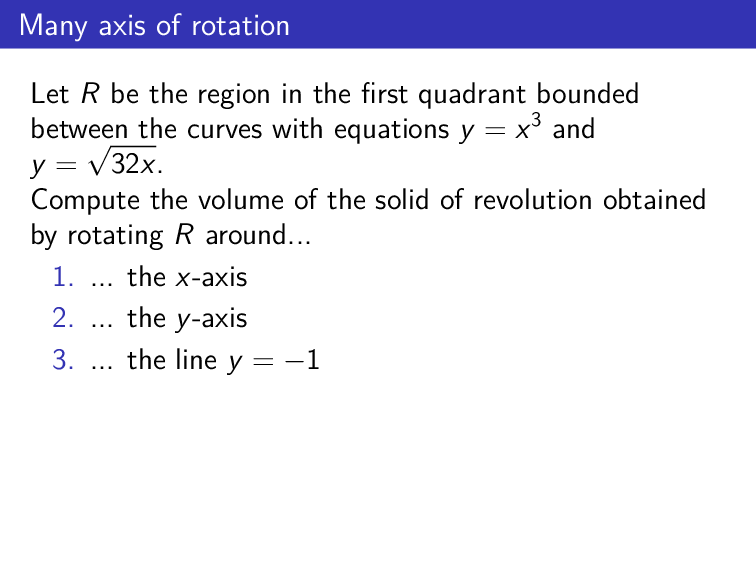 Many axis of rotation
Let R be the region in the first quadrant bounded
between the curves with equations y = x³ and
y = √32x.
Compute the volume of the solid of revolution obtained
by rotating R around...
1. ... the x-axis
2. ... the y-axis
3. ... the line y = −1